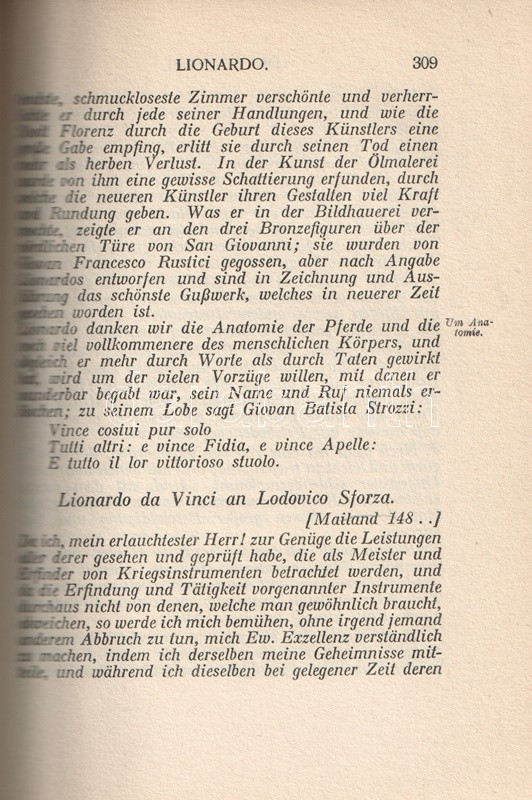 LIONARDO. 309
schmuckloseste Zimmer verschönte und verherr-
er durch jede seiner Handlungen, und wie die
Florenz durch die Geburt dieses Künstlers eine
Gabe empfing, erlitt sie durch seinen Tod einen
als herben Verlust. In der Kunst der Ölmalerei
von ihm eine gewisse Schattierung erfunden, durch
die neueren Künstler ihren Gestalten viel Kraft
Rundung geben. Was er in der Bildhauerei ver-
zeigte er an den drei Bronzefiguren über der
Türe von San Giovanni; sie wurden von
Francesco Rustici gegossen, aber nach Angabe
entworfen und sind in Zeichnung und Aus-
das schönste Gußwerk, welches in neuerer Zeit
worden ist.
danken wir die Anatomie der Pferde und die
viel vollkommenere des menschlichen Körpers, und
er mehr durch Worte als durch Taten gewirkt
wird um der vielen Vorzüge willen, mit denen er
begabt war, sein Name und Ruf niemals er-
zu seinem Lobe sagt Giovan Batista Strozzi:
Um Ana-
tomie.
Vince costui pur solo
Tutti altri: e vince Fidia, e vince Apelle:
E tutto il lor vittorioso stuolo.
Lionardo da Vinci an Lodovico Sforza.
[Mailand 148 . .]
ich, mein erlauchtester Herr! zur Genüge die Leistungen
derer gesehen und geprüft habe, die als Meister und
Erfinder von Kriegsinstrumenten betrachtet werden, und
die Erfindung und Tätigkeit vorgenannter Instrumente
durchaus nicht von denen, welche man gewöhnlich braucht,
so werde ich mich bemühen, ohne irgend jemand
Abbruch zu tun, mich Ew. Exzellenz verständlich
machen, indem ich derselben meine Geheimnisse mit-
und während ich dieselben bei gelegener Zeit deren